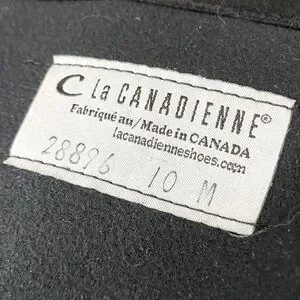 C la CANADIENNE®
Fabriqué au/Made in CANADA
lacanadienneshoes.com
28896 10 M